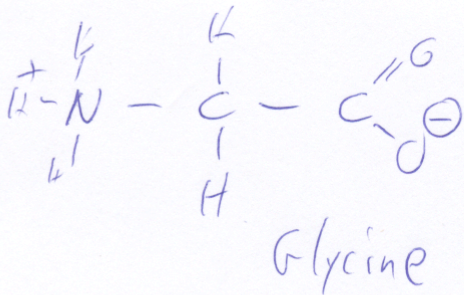 H H
+
H - N - C - C = O
H H O ⊖
Glycine